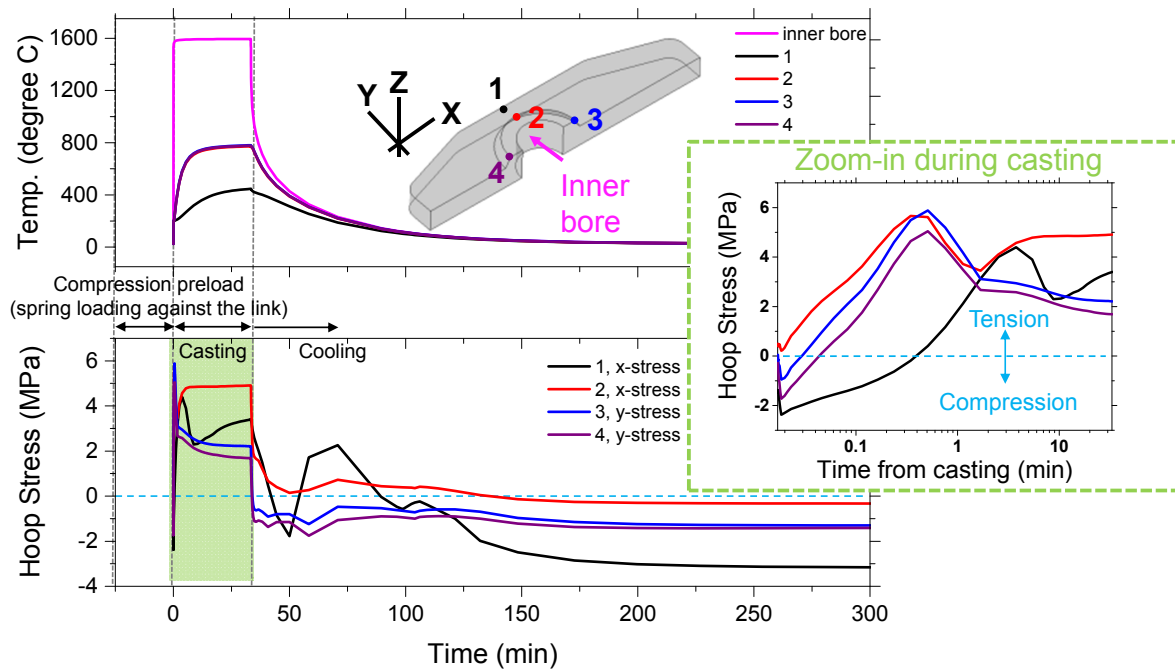 1600
1200
800
400
0
Temp. (degree C)
Y
Z
X
1
2
3
4
Inner
bore
inner bore
1
2
3
4
Compression preload
(spring loading against the link)
Casting
Cooling
6
4
2
0
-2
-4
Hoop Stress (MPa)
1, x-stress
2, x-stress
3, y-stress
4, y-stress
0
50
100
150
200
250
300
Time (min)
Zoom-in during casting
6
4
2
0
-2
Hoop Stress (MPa)
Tension
Compression
0.1
1
10
Time from casting (min)